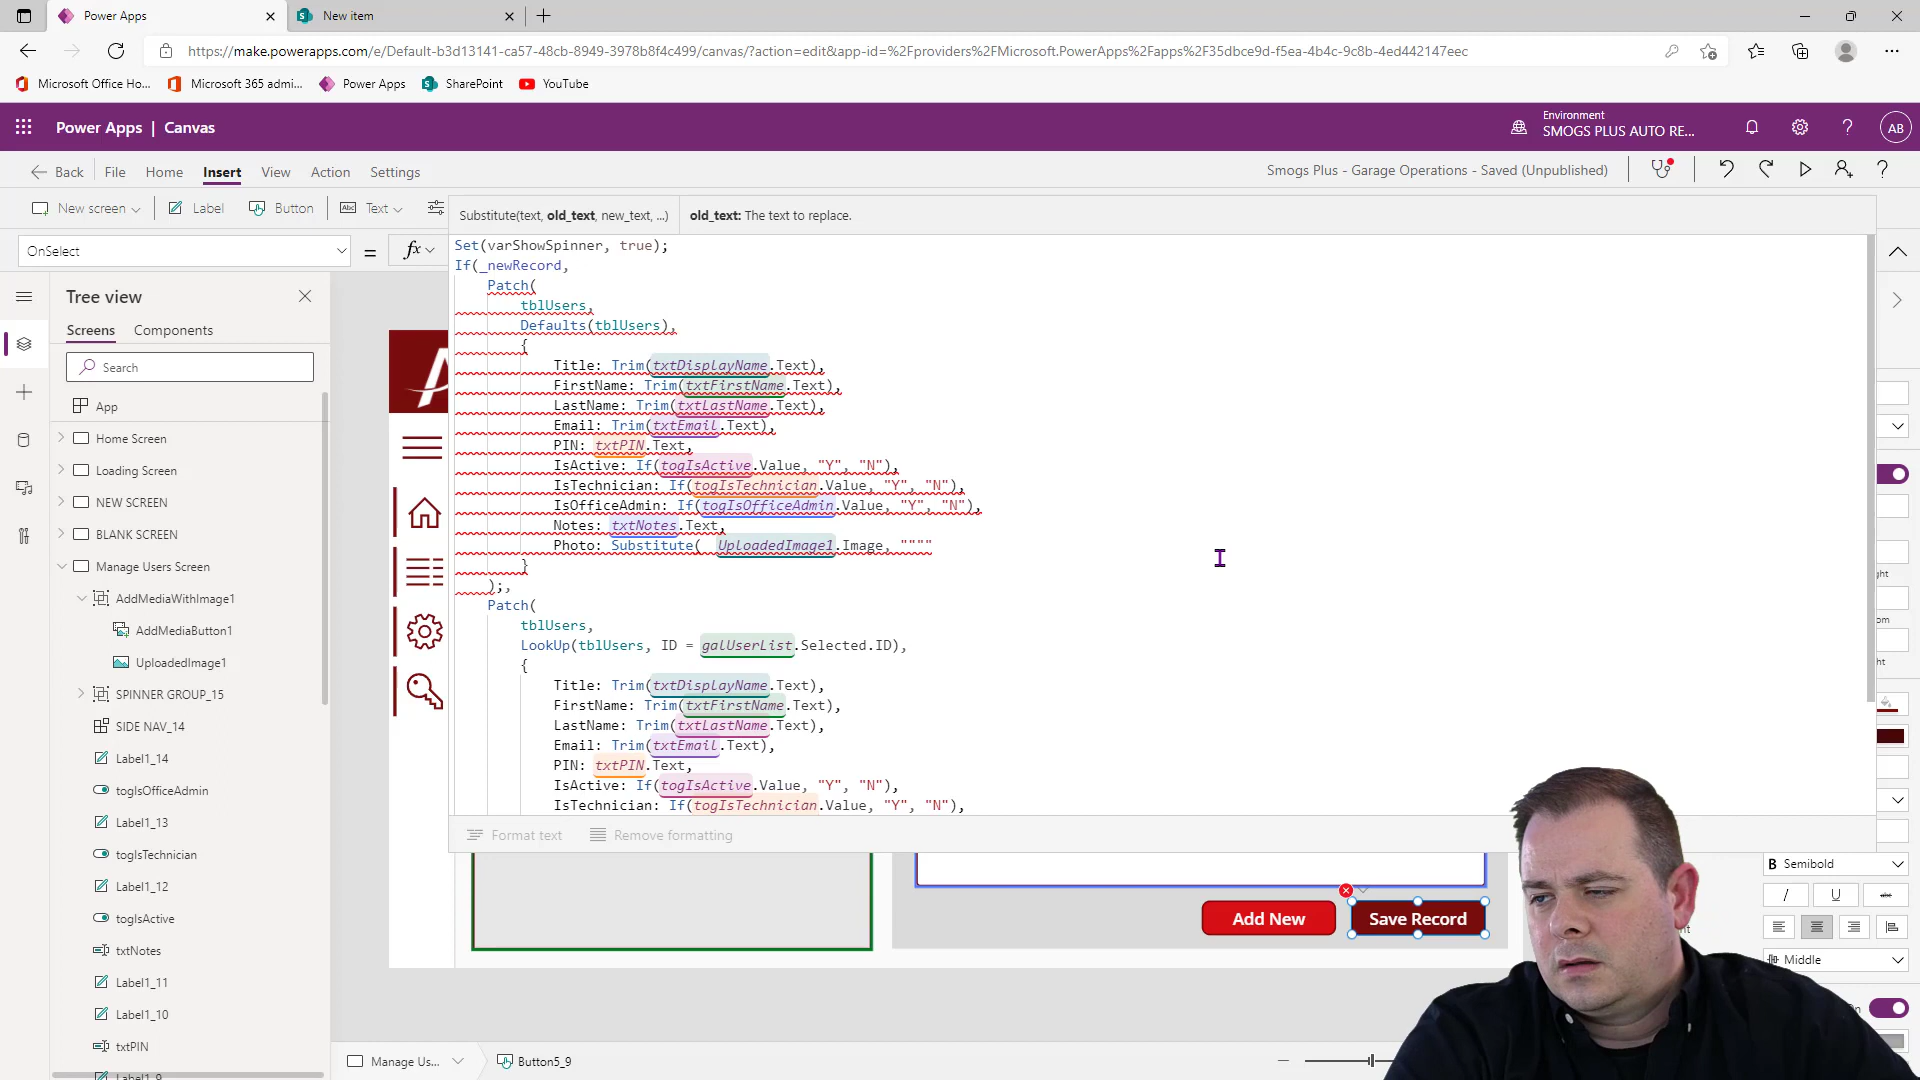 Power Apps
New item
https://make.powerapps.com/e/Default-b3d13141-ca57-48cb-8949-3978b8f4c499/canvas/?action=edit&app-id=%2Fproviders%2FMicrosoft.PowerApps%2Fapps%2F35dbce9d-f5ea-4b4c-9c8b-4ed442147eec
Microsoft Office Ho...
Microsoft 365 admi...
Power Apps
SharePoint
YouTube
Power Apps | Canvas
Environment
SMOGS PLUS AUTO RE...
AB
Back
File
Home
Insert
View
Action
Settings
Smogs Plus - Garage Operations - Saved (Unpublished)
New screen
Label
Button
Abc Text
Substitute(text, old_text, new_text, ...)
old_text: The text to replace.
OnSelect
= fx
Tree view
Screens
Components
Search
App
Home Screen
Loading Screen
NEW SCREEN
BLANK SCREEN
Manage Users Screen
AddMediaWithImage1
AddMediaButton1
UploadedImage1
SPINNER GROUP_15
SIDE NAV_14
Label1_14
togIsOfficeAdmin
Label1_13
togIsTechnician
Label1_12
togIsActive
txtNotes
Label1_11
Label1_10
txtPIN
Label1_9
Set(varShowSpinner, true);
If(_newRecord,
Patch(
tblUsers,
Defaults(tblUsers),
{
Title: Trim(txtDisplayName.Text),
FirstName: Trim(txtFirstName.Text),
LastName: Trim(txtLastName.Text),
Email: Trim(txtEmail.Text),
PIN: txtPIN.Text,
IsActive: If(togIsActive.Value, "Y", "N"),
IsTechnician: If(togIsTechnician.Value, "Y", "N"),
IsOfficeAdmin: If(togIsOfficeAdmin.Value, "Y", "N"),
Notes: txtNotes.Text,
Photo: Substitute( UploadedImage1.Image, """"
}
);,
Patch(
tblUsers,
LookUp(tblUsers, ID = galUserList.Selected.ID),
{
Title: Trim(txtDisplayName.Text),
FirstName: Trim(txtFirstName.Text),
LastName: Trim(txtLastName.Text),
Email: Trim(txtEmail.Text),
PIN: txtPIN.Text,
IsActive: If(togIsActive.Value, "Y", "N"),
IsTechnician: If(togIsTechnician.Value, "Y", "N"),
Format text
Remove formatting
Add New
Save Record
ght
om
ht
B Semibold
/
U
abc
nt
Middle
On
Manage Us...
Button5_9